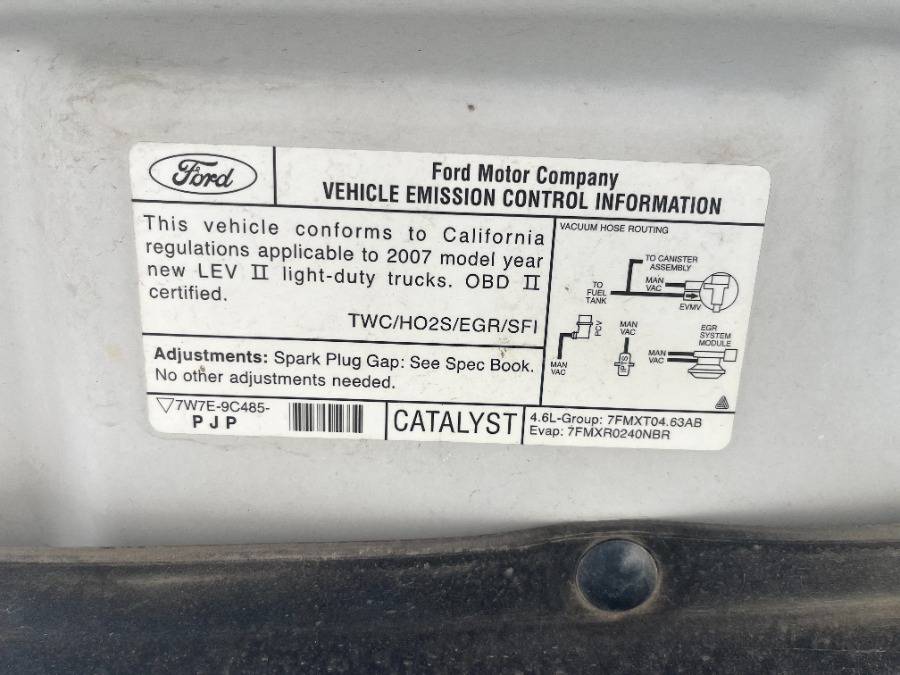 Ford
Ford Motor Company
VEHICLE EMISSION CONTROL INFORMATION
This vehicle conforms to California
regulations applicable to 2007 model year
new LEV II light-duty trucks. OBD II
certified.
TWC/HO2S/EGR/SFI
Adjustments: Spark Plug Gap: See Spec Book.
No other adjustments needed.
VACUUM HOSE ROUTING
TO CANISTER
ASSEMBLY
MAN
VAC
TO
FUEL
TANK
EVMV
PCV
MAN
VAC
MAN
VAC
FPTS
EGR
SYSTEM
MODULE
MAN
VAC
7W7E-9C485-
PJP
CATALYST
4.6L-Group: 7FMXT04.63AB
Evap: 7FMXR0240NBR